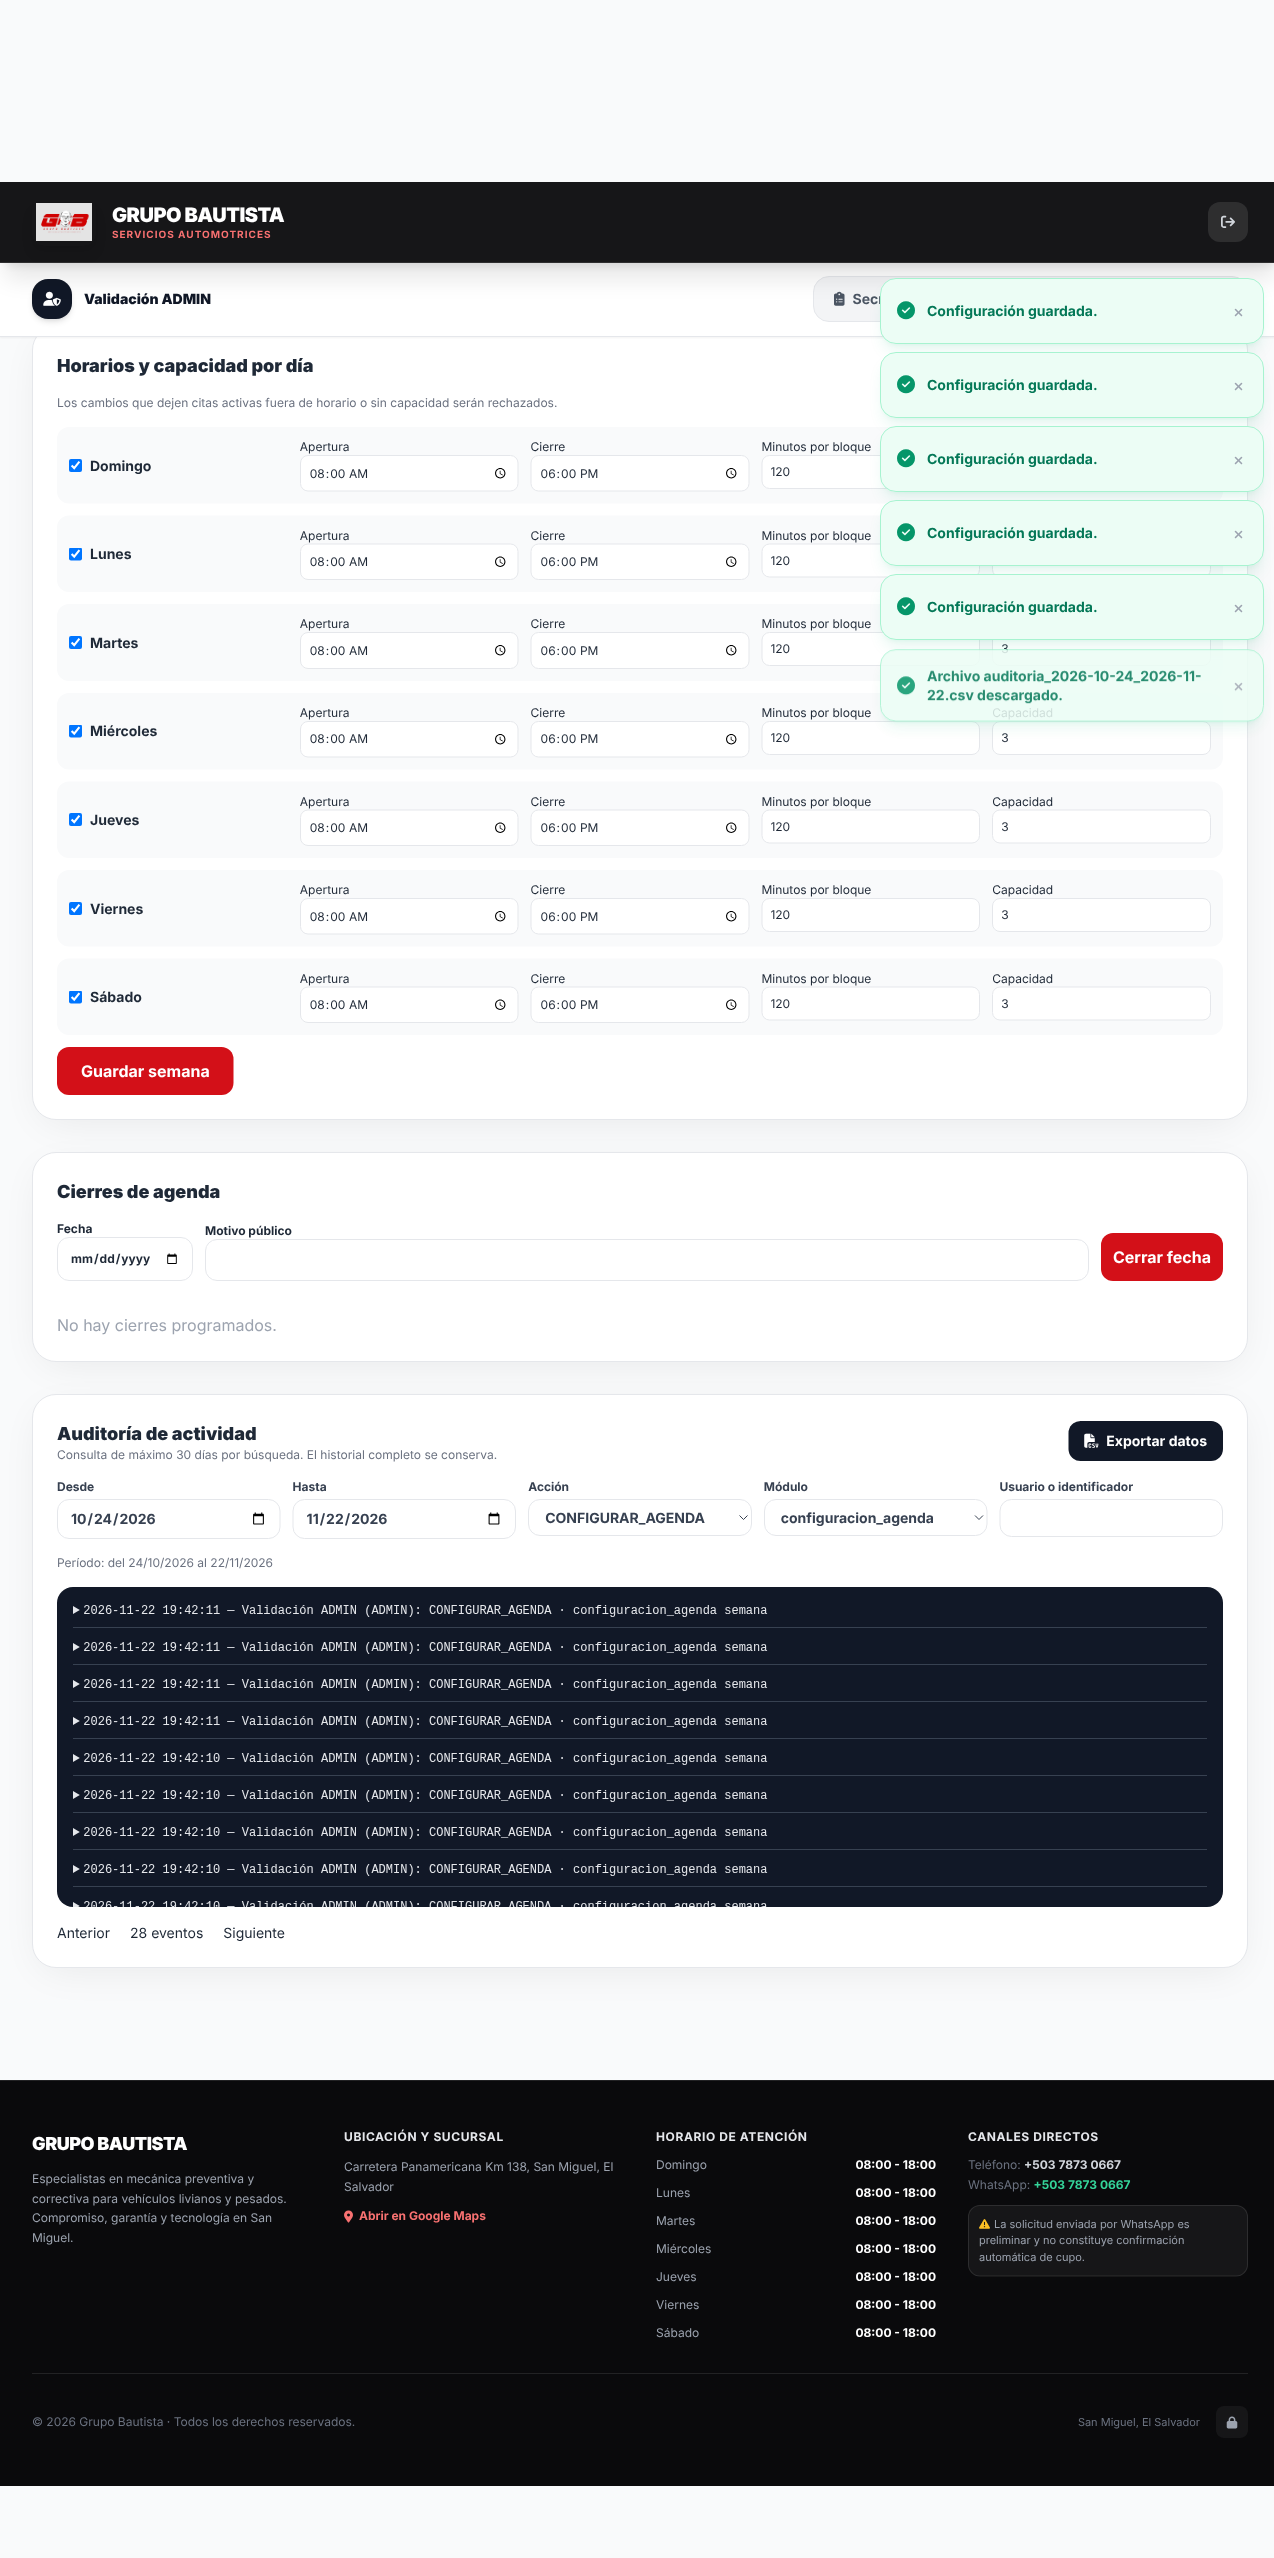 GRUPO BAUTISTA
SERVICIOS AUTOMOTRICES
Validación ADMIN
Configuración guardada. ×
Configuración guardada. ×
Configuración guardada. ×
Configuración guardada. ×
Configuración guardada. ×
Archivo auditoria_2026-10-24_2026-11-
22.csv descargado. ×
Horarios y capacidad por día
Los cambios que dejen citas activas fuera de horario o sin capacidad serán rechazados.
Apertura Cierre Minutos por bloque
Domingo 08:00 AM 06:00 PM 120
Apertura Cierre Minutos por bloque
Lunes 08:00 AM 06:00 PM 120
Apertura Cierre Minutos por bloque
Martes 08:00 AM 06:00 PM 120 3
Apertura Cierre Minutos por bloque Capacidad
Miércoles 08:00 AM 06:00 PM 120 3
Apertura Cierre Minutos por bloque Capacidad
Jueves 08:00 AM 06:00 PM 120 3
Apertura Cierre Minutos por bloque Capacidad
Viernes 08:00 AM 06:00 PM 120 3
Apertura Cierre Minutos por bloque Capacidad
Sábado 08:00 AM 06:00 PM 120 3
Guardar semana
Cierres de agenda
Fecha Motivo público
mm/dd/yyyy Cerrar fecha
No hay cierres programados.
Auditoría de actividad
Consulta de máximo 30 días por búsqueda. El historial completo se conserva.
Exportar datos
Desde Hasta Acción Módulo Usuario o identificador
10/24/2026 11/22/2026 CONFIGURAR_AGENDA configuracion_agenda
Período: del 24/10/2026 al 22/11/2026
2026-11-22 19:42:11 — Validación ADMIN (ADMIN): CONFIGURAR_AGENDA · configuracion_agenda semana
2026-11-22 19:42:11 — Validación ADMIN (ADMIN): CONFIGURAR_AGENDA · configuracion_agenda semana
2026-11-22 19:42:11 — Validación ADMIN (ADMIN): CONFIGURAR_AGENDA · configuracion_agenda semana
2026-11-22 19:42:11 — Validación ADMIN (ADMIN): CONFIGURAR_AGENDA · configuracion_agenda semana
2026-11-22 19:42:10 — Validación ADMIN (ADMIN): CONFIGURAR_AGENDA · configuracion_agenda semana
2026-11-22 19:42:10 — Validación ADMIN (ADMIN): CONFIGURAR_AGENDA · configuracion_agenda semana
2026-11-22 19:42:10 — Validación ADMIN (ADMIN): CONFIGURAR_AGENDA · configuracion_agenda semana
2026-11-22 19:42:10 — Validación ADMIN (ADMIN): CONFIGURAR_AGENDA · configuracion_agenda semana
2026-11-22 19:42:10 — Validación ADMIN (ADMIN): CONFIGURAR_AGENDA · configuracion_agenda semana
Anterior 28 eventos Siguiente
GRUPO BAUTISTA
Especialistas en mecánica preventiva y
correctiva para vehículos livianos y pesados.
Compromiso, garantía y tecnología en San
Miguel.
UBICACIÓN Y SUCURSAL
Carretera Panamericana Km 138, San Miguel, El
Salvador
Abrir en Google Maps
HORARIO DE ATENCIÓN
Domingo 08:00 - 18:00
Lunes 08:00 - 18:00
Martes 08:00 - 18:00
Miércoles 08:00 - 18:00
Jueves 08:00 - 18:00
Viernes 08:00 - 18:00
Sábado 08:00 - 18:00
CANALES DIRECTOS
Teléfono: +503 7873 0667
WhatsApp: +503 7873 0667
La solicitud enviada por WhatsApp es
preliminar y no constituye confirmación
automática de cupo.
© 2026 Grupo Bautista · Todos los derechos reservados.
San Miguel, El Salvador